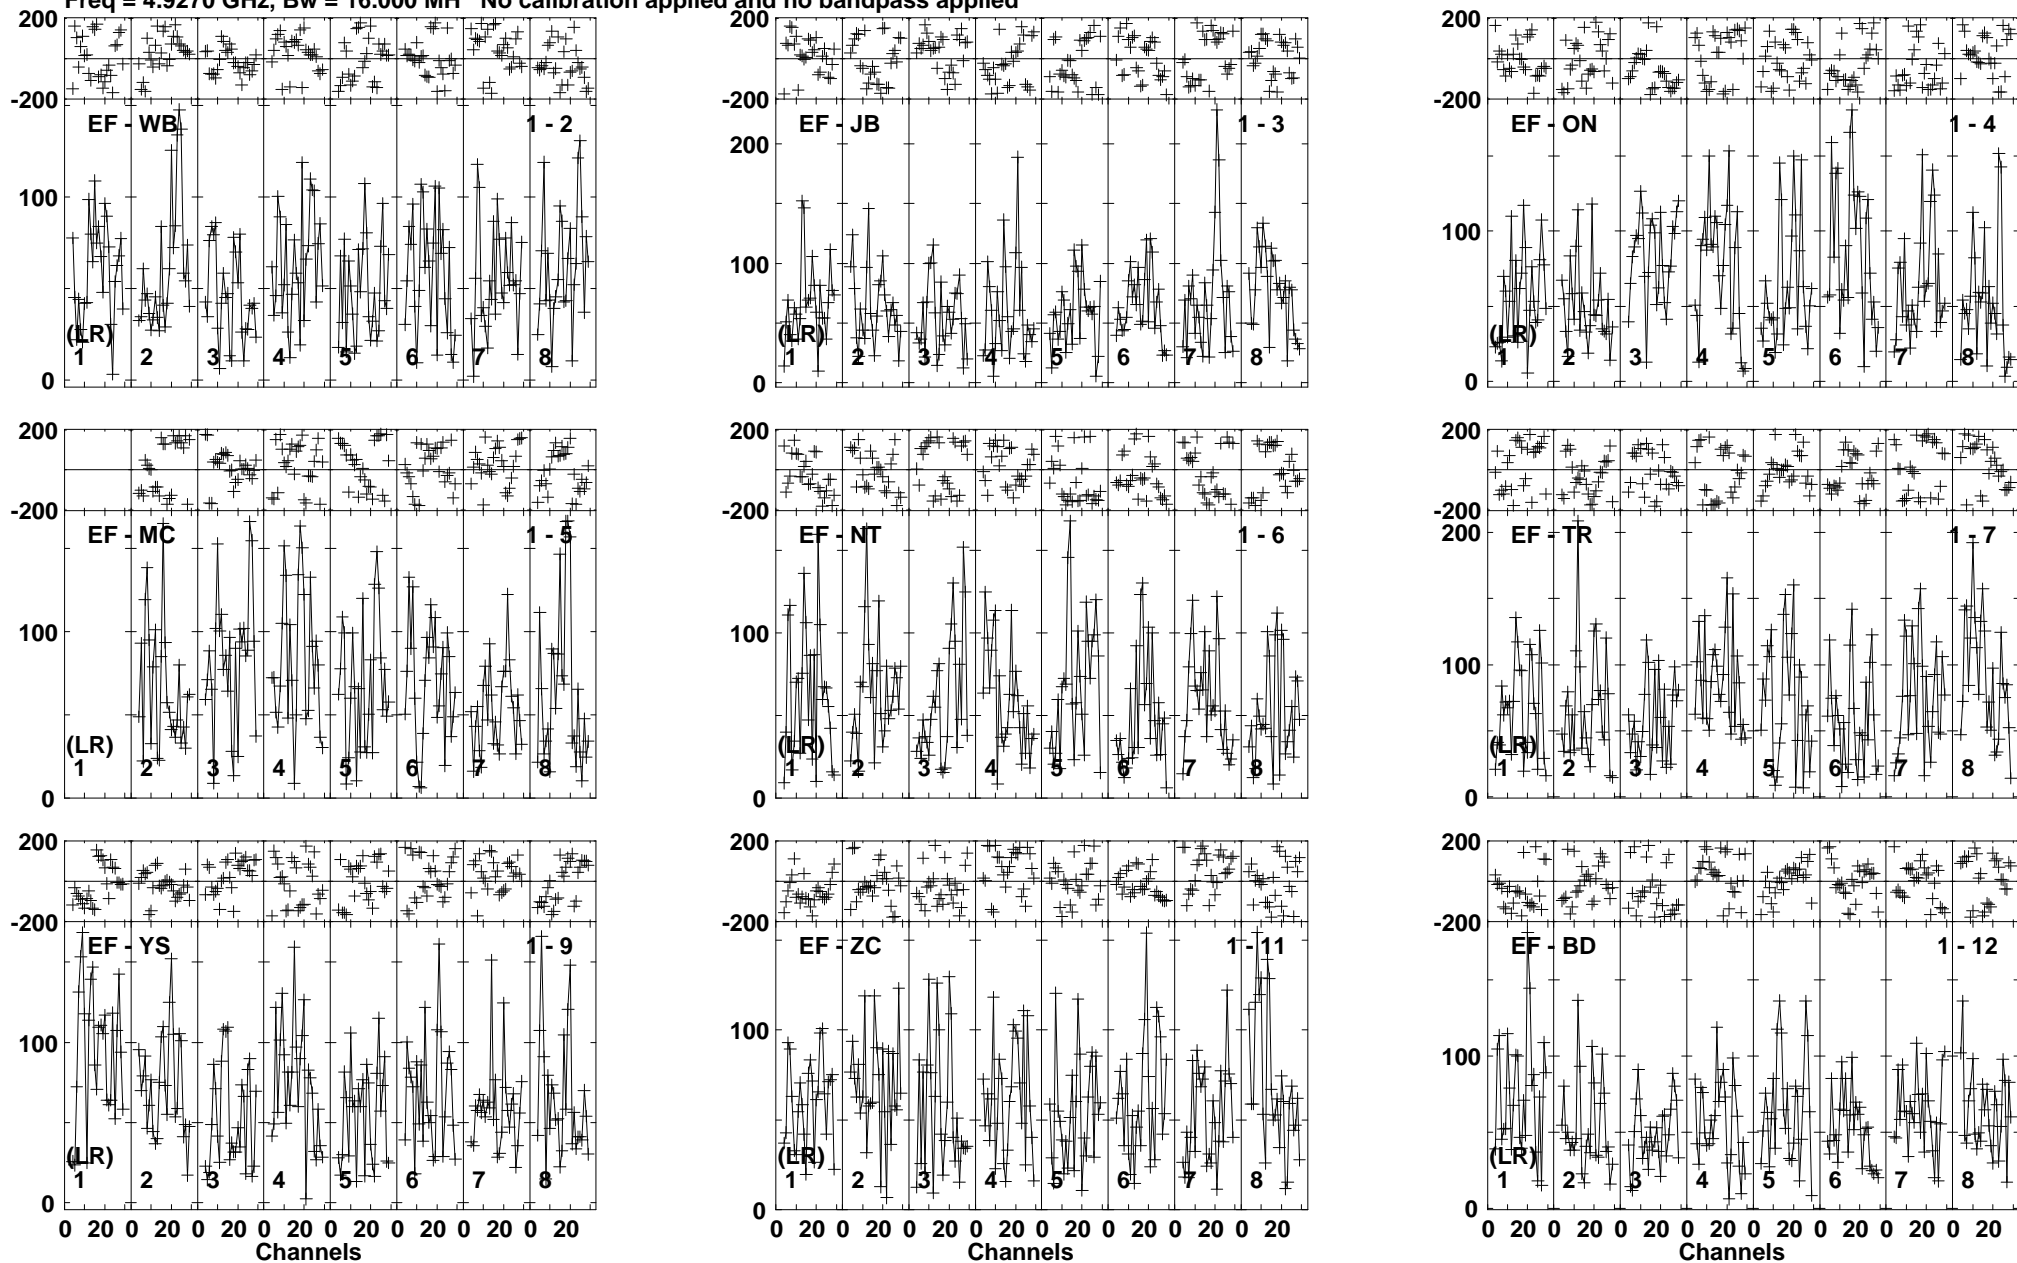 Freq = 4.9270 GHz, Bw = 16.000 MH No calibration applied and no bandpass applied
200 200 200
-200 -200 -200
EF - WB 1 - 2 EF - JB 1 - 3 EF - ON 1 - 4
200
100 100 100
(LR) (LR) (LR)
1 2 3 4 5 6 7 8 1 2 3 4 5 6 7 8 1 2 3 4 5 6 7 8
0 0 0
200 200 200
-200 -200 -200
EF - MC 1 - 5 EF - NT 1 - 6 EF - TR 1 - 7
200
100 100 100
(LR) (LR) (LR)
1 2 3 4 5 6 7 8 1 2 3 4 5 6 7 8 1 2 3 4 5 6 7 8
0 0 0
200 200 200
-200 -200 -200
EF - YS 1 - 9 EF - ZC 1 - 11 EF - BD 1 - 12
100 100 100
(LR) (LR) (LR)
1 2 3 4 5 6 7 8 1 2 3 4 5 6 7 8 1 2 3 4 5 6 7 8
0 0 0
0 20 0 20 0 20 0 20 0 20 0 20 0 20 0 20 0 20 0 20 0 20 0 20 0 20 0 20 0 20 0 20 0 20 0 20 0 20 0 20 0 20 0 20 0 20 0 20
Channels Channels Channels